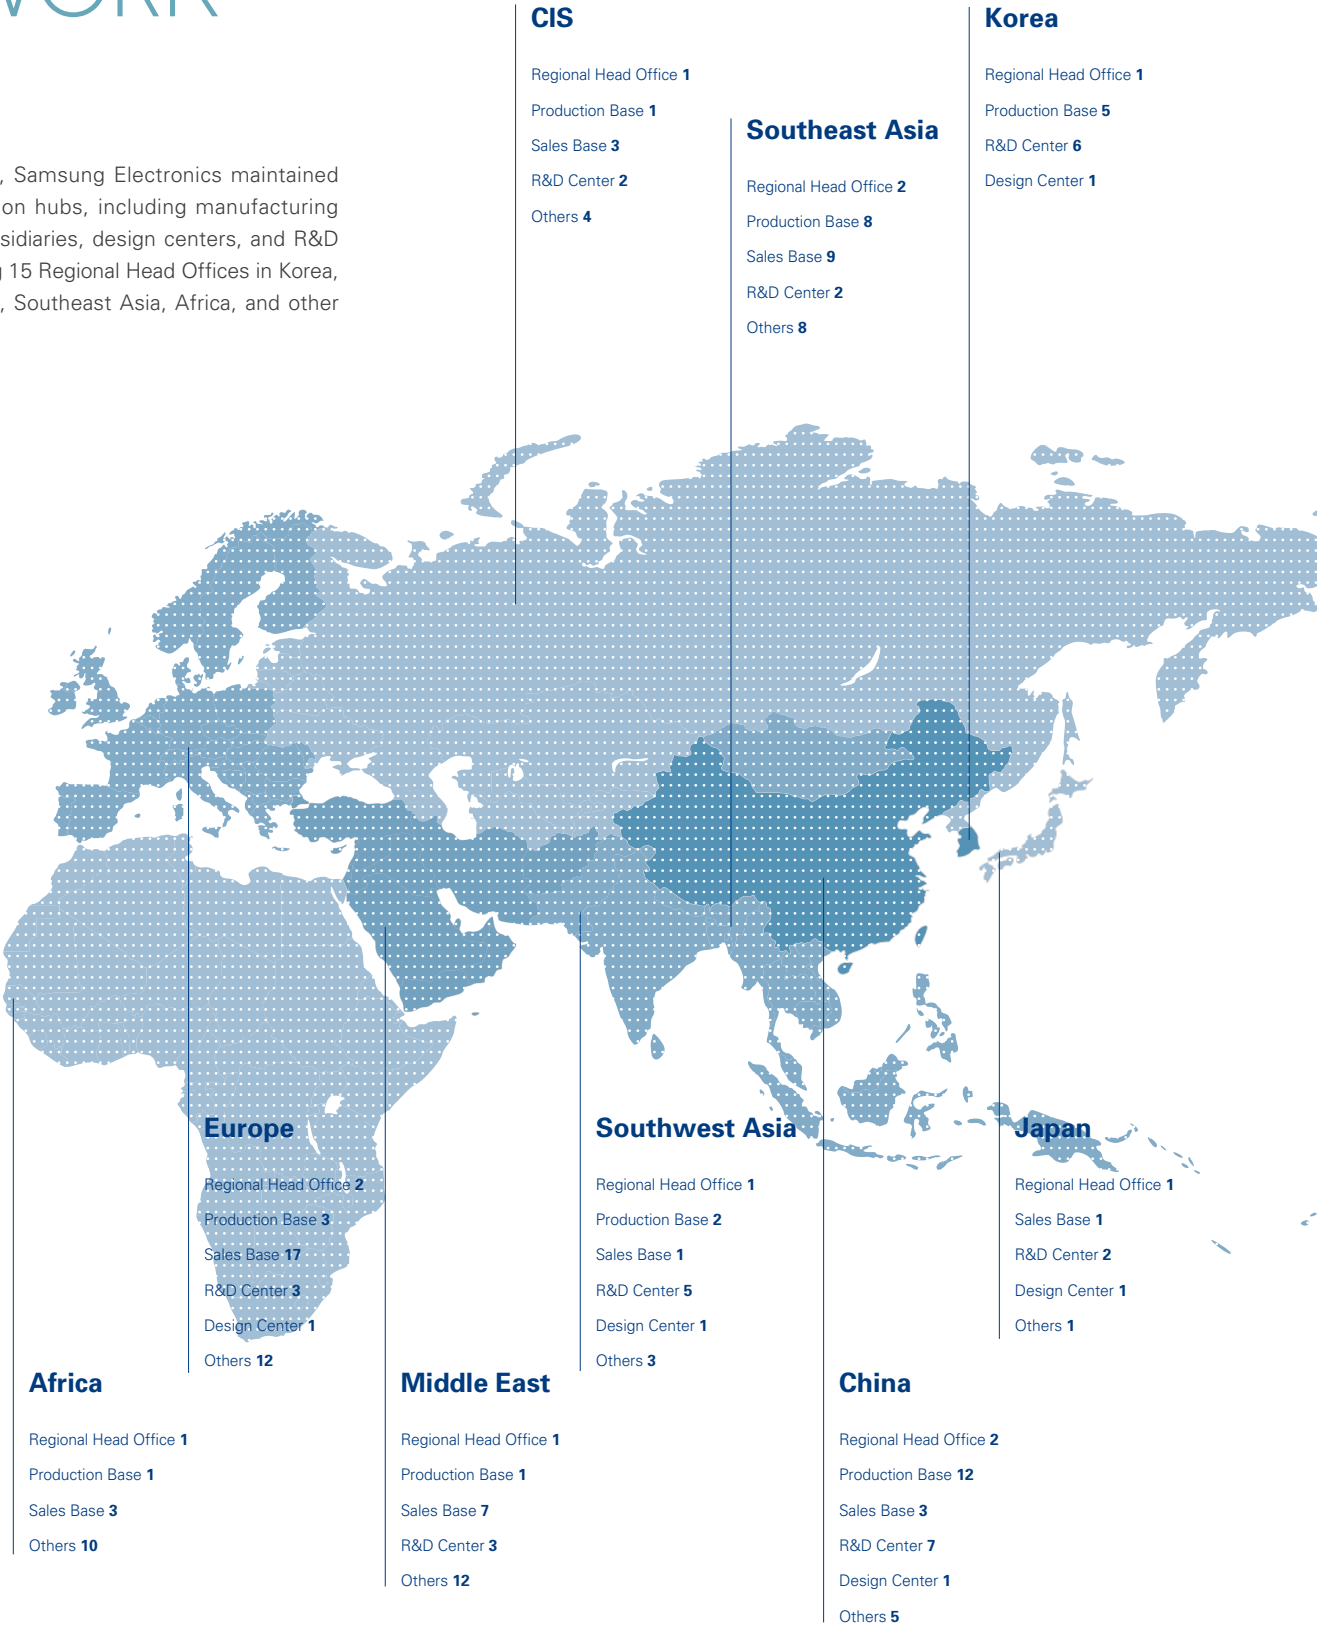 CIS
Regional Head Office 1
Production Base 1
Sales Base 3
R&D Center 2
Others 4
Korea
Regional Head Office 1
Production Base 5
R&D Center 6
Design Center 1
Southeast Asia
Regional Head Office 2
Production Base 8
Sales Base 9
R&D Center 2
Others 8
, Samsung Electronics maintained
on hubs, including manufacturing
sidiaries, design centers, and R&D
15 Regional Head Offices in Korea,
, Southeast Asia, Africa, and other
Europe
Regional Head Office 2
Production Base 3
Sales Base 17
R&D Center 3
Design Center 1
Others 12
Southwest Asia
Regional Head Office 1
Production Base 2
Sales Base 1
R&D Center 5
Design Center 1
Others 3
Japan
Regional Head Office 1
Sales Base 1
R&D Center 2
Design Center 1
Others 1
Africa
Regional Head Office 1
Production Base 1
Sales Base 3
Others 10
Middle East
Regional Head Office 1
Production Base 1
Sales Base 7
R&D Center 3
Others 12
China
Regional Head Office 2
Production Base 12
Sales Base 3
R&D Center 7
Design Center 1
Others 5